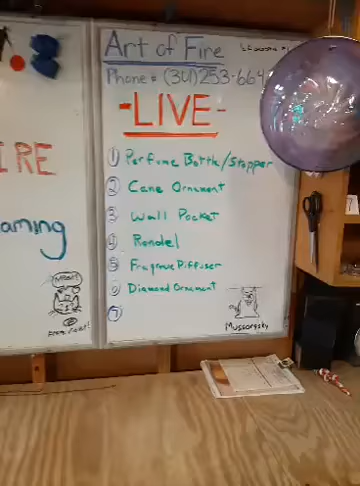 Art of Fire
Phone # (301)253-664
-LIVE-
① Perfume Bottle/Stopper
② Cane Ornament
③ Wall Pocket
④ Rondel
⑤ Fragrance Diffuser
⑥ Diamond Ornament
⑦
Mussorgsky
IRE
aming